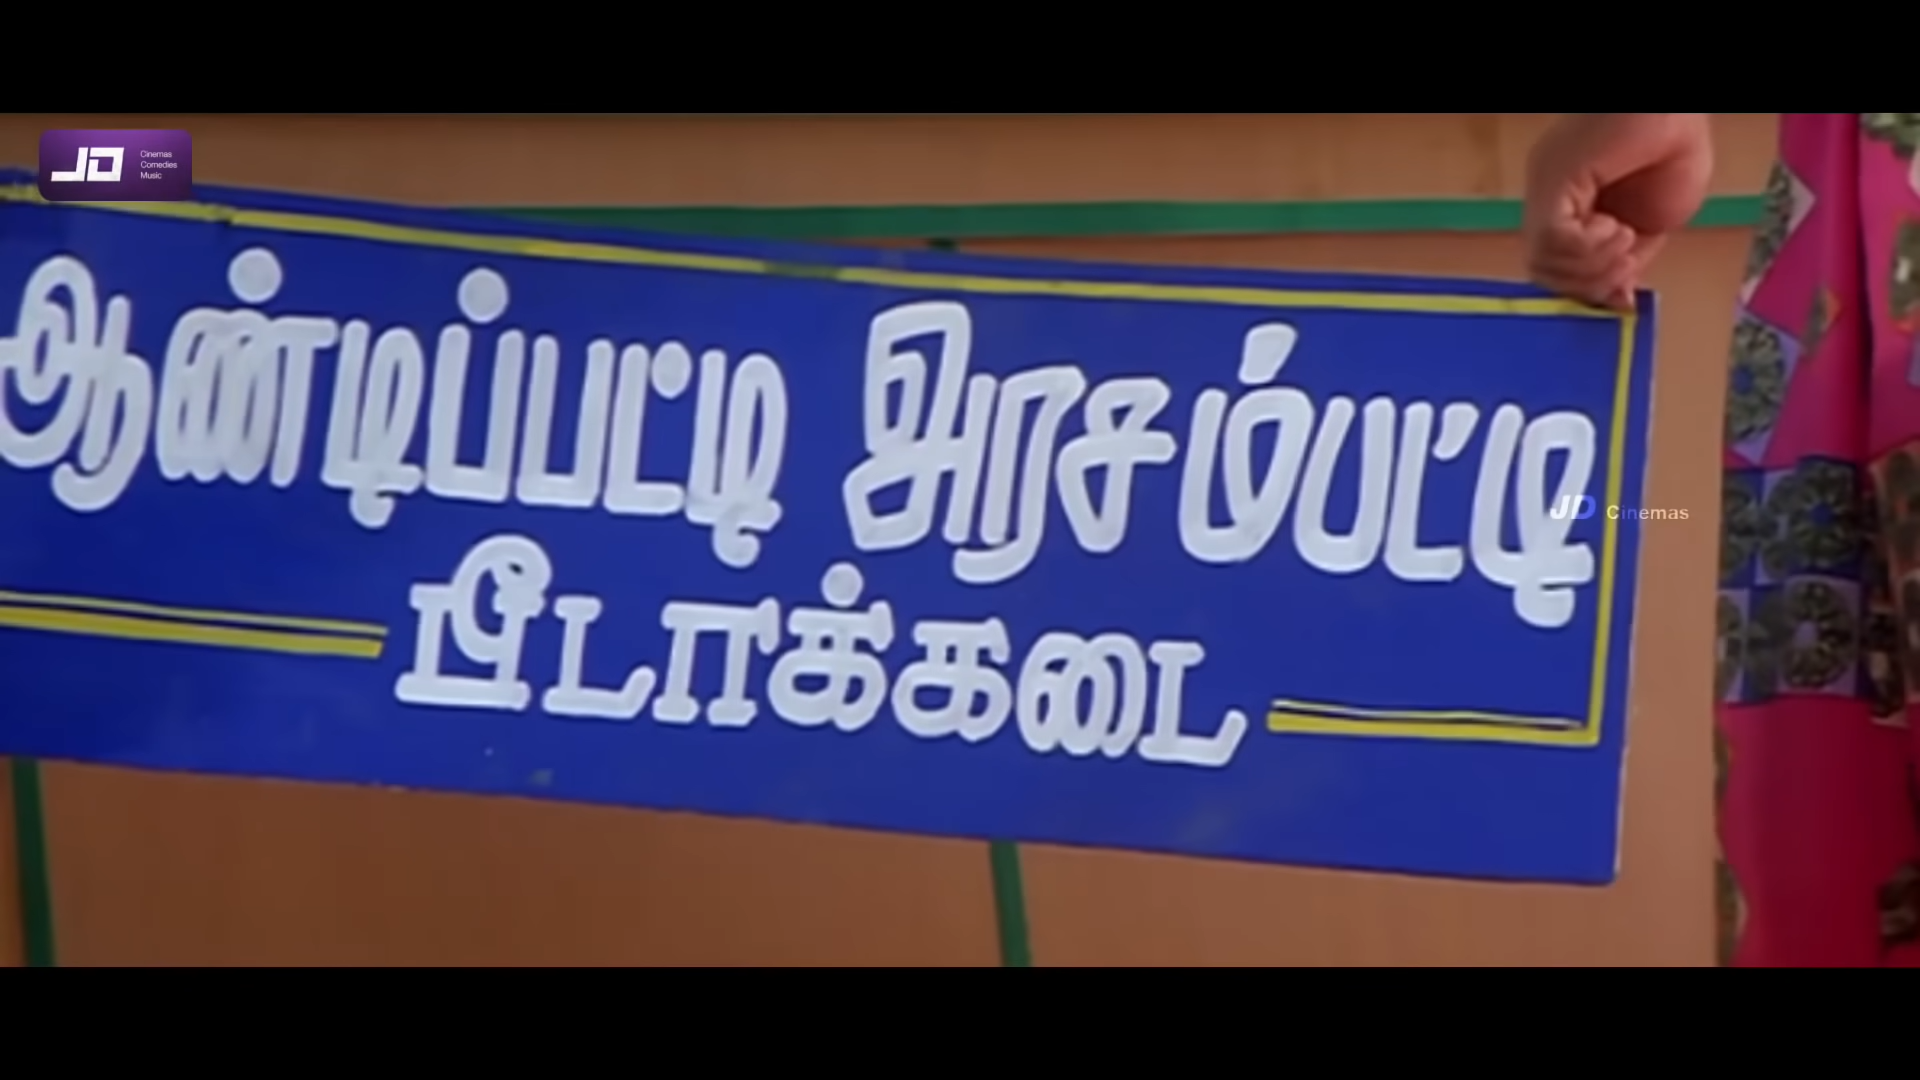 JD Cinemas
Comedies
Music
ஆண்டிப்பட்டி அரசம்பட்டி
பீடாக்கடை
JD Cinemas